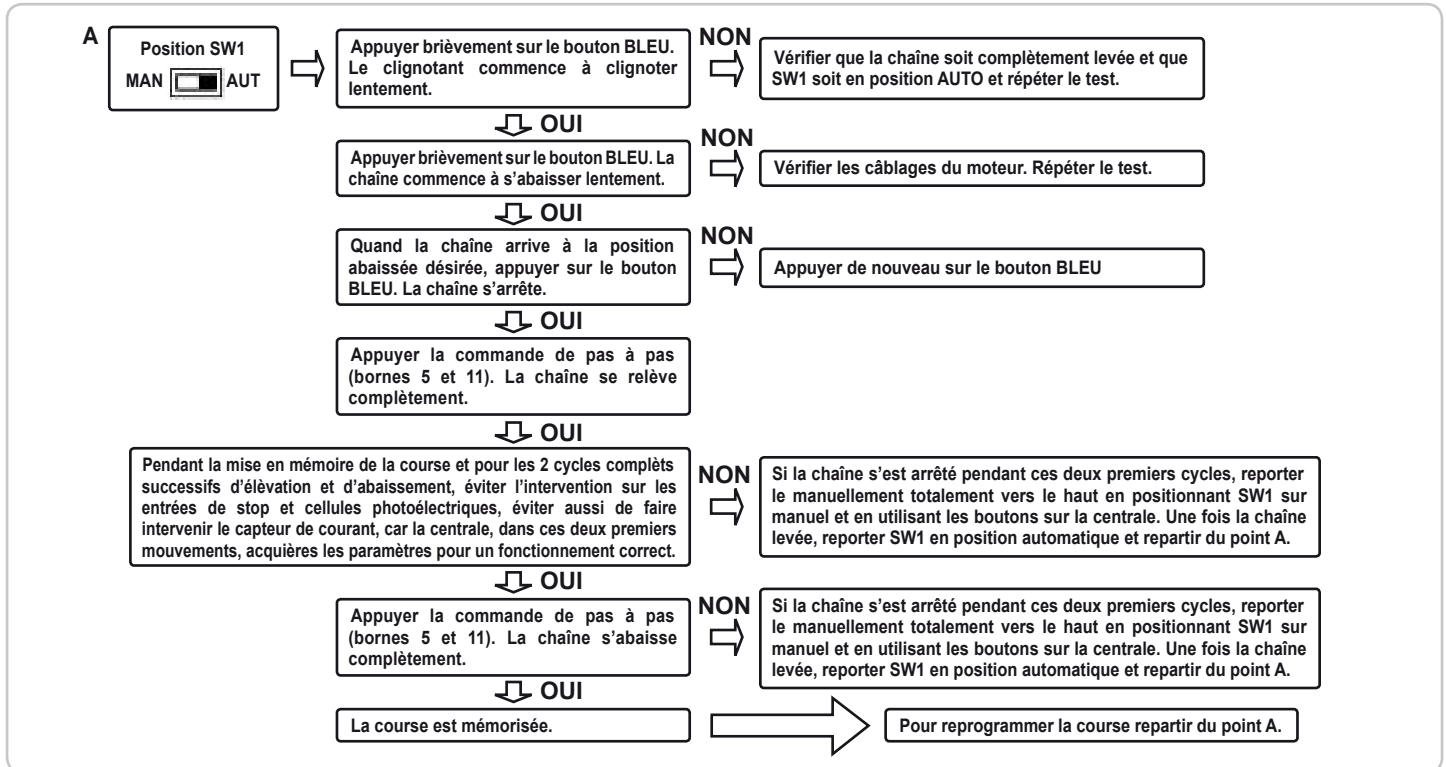 A
Position SW1
MAN AUT
Appuyer brièvement sur le bouton BLEU.
Le clignotant commence à clignoter
lentement.
NON
Vérifier que la chaîne soit complètement levée et que
SW1 soit en position AUTO et répéter le test.
OUI
Appuyer brièvement sur le bouton BLEU. La
chaîne commence à s’abaisser lentement.
NON
Vérifier les câblages du moteur. Répéter le test.
OUI
Quand la chaîne arrive à la position
abaissée désirée, appuyer sur le bouton
BLEU. La chaîne s’arrête.
NON
Appuyer de nouveau sur le bouton BLEU
OUI
Appuyer la commande de pas à pas
(bornes 5 et 11). La chaîne se relève
complètement.
OUI
Pendant la mise en mémoire de la course et pour les 2 cycles complèts
successifs d’élèvation et d’abaissement, éviter l’intervention sur les
entrées de stop et cellules photoélectriques, éviter aussi de faire
intervenir le capteur de courant, car la centrale, dans ces deux premiers
mouvements, acquières les paramètres pour un fonctionnement correct.
NON
Si la chaîne s’est arrêté pendant ces deux premiers cycles, reporter
le manuellement totalement vers le haut en positionnant SW1 sur
manuel et en utilisant les boutons sur la centrale. Une fois la chaîne
levée, reporter SW1 en position automatique et repartir du point A.
OUI
Appuyer la commande de pas à pas
(bornes 5 et 11). La chaîne s’abaisse
complètement.
NON
Si la chaîne s’est arrêté pendant ces deux premiers cycles, reporter
le manuellement totalement vers le haut en positionnant SW1 sur
manuel et en utilisant les boutons sur la centrale. Une fois la chaîne
levée, reporter SW1 en position automatique et repartir du point A.
OUI
La course est mémorisée.
Pour reprogrammer la course repartir du point A.